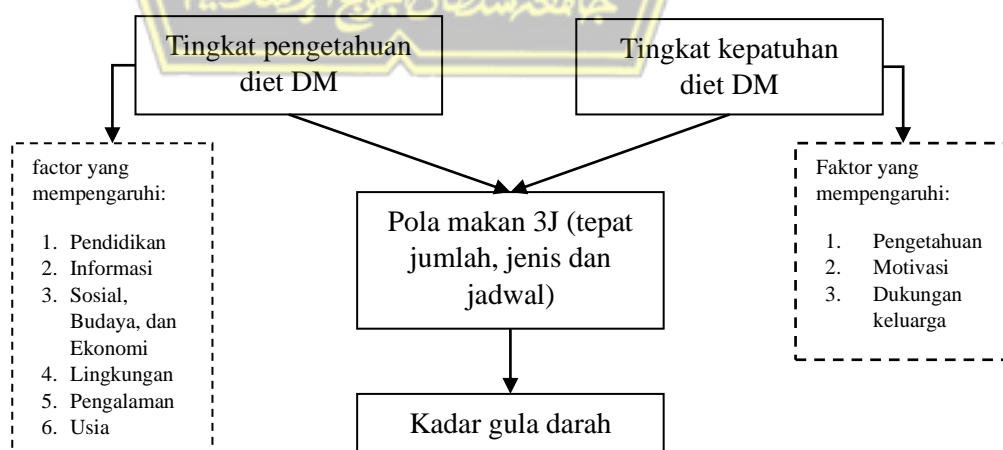 Tingkat pengetahuan
diet DM
Tingkat kepatuhan
diet DM
factor yang
mempengaruhi:
1. Pendidikan
2. Informasi
3. Sosial,
Budaya, dan
Ekonomi
4. Lingkungan
5. Pengalaman
6. Usia
Pola makan 3J (tepat
jumlah, jenis dan
jadwal)
Faktor yang
mempengaruhi:
1. Pengetahuan
2. Motivasi
3. Dukungan
keluarga
Kadar gula darah